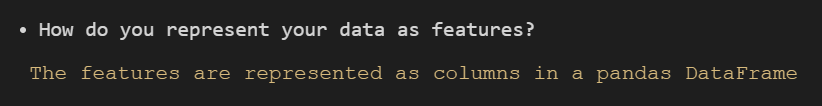 • How do you represent your data as features?
The features are represented as columns in a pandas DataFrame